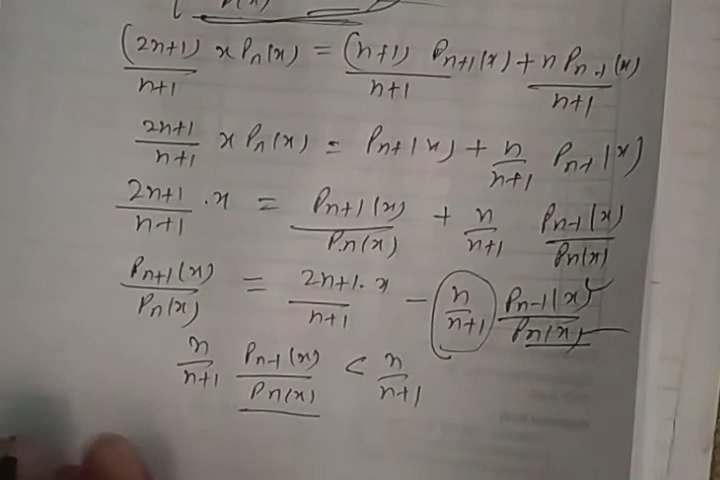 (2n+1)/n+1 x Pn(x) = (n+1) Pn+1(x)/n+1 + n Pn-1(x)/n+1
2n+1/n+1 x Pn(x) = Pn+1(x) + n/n+1 Pn-1(x)
2n+1/n+1 . x = Pn+1(x)/Pn(x) + n/n+1 Pn-1(x)/Pn(x)
Pn+1(x)/Pn(x) = 2n+1.x/n+1 - n/n+1 Pn-1(x)/Pn(x)
n/n+1 Pn-1(x)/Pn(x) < n/n+1